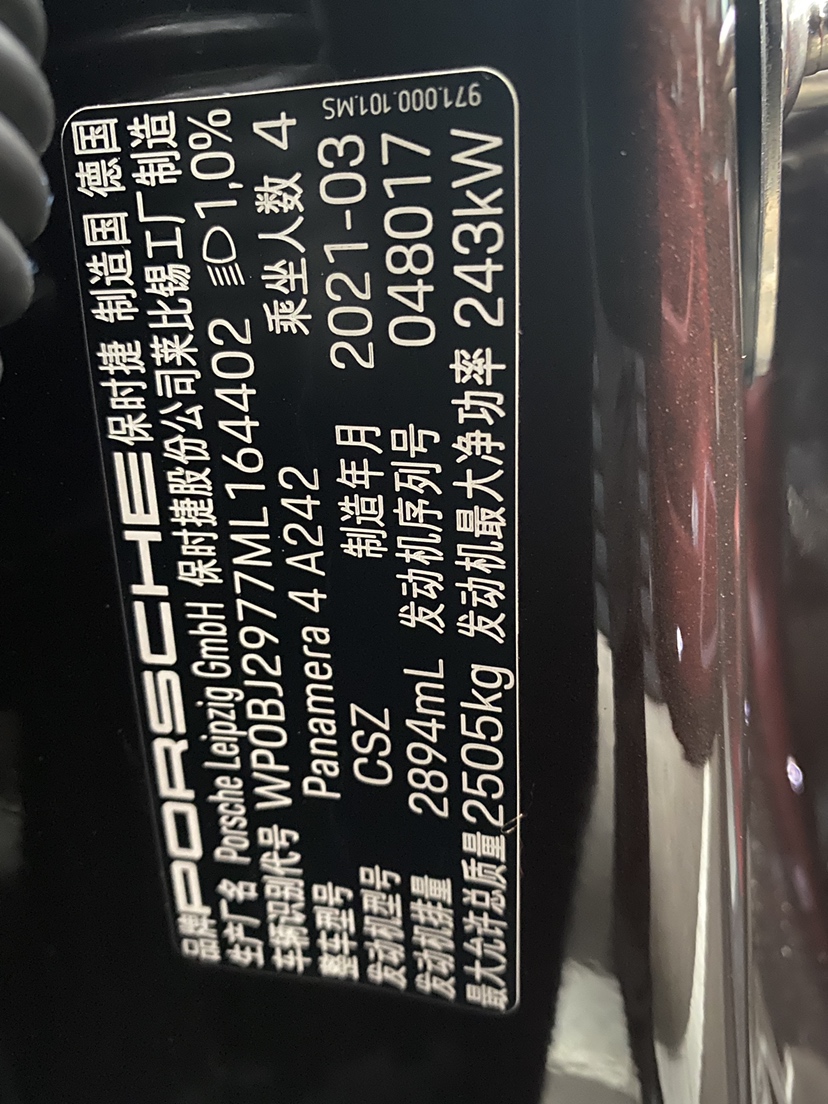 品牌 PORSCHE 保时捷 制造国 德国
生产厂名 Porsche Leipzig GmbH 保时捷股份公司莱比锡工厂制造
车辆识别代号 WP0BJ2977ML164402 1,0%
整车型号 Panamera 4 A242 乘坐人数 4
发动机型号 CSZ 制造年月 2021-03
发动机排量 2894mL 发动机序列号 048017
最大允许总质量 2505kg 发动机最大净功率 243kW
971.000.101.MS